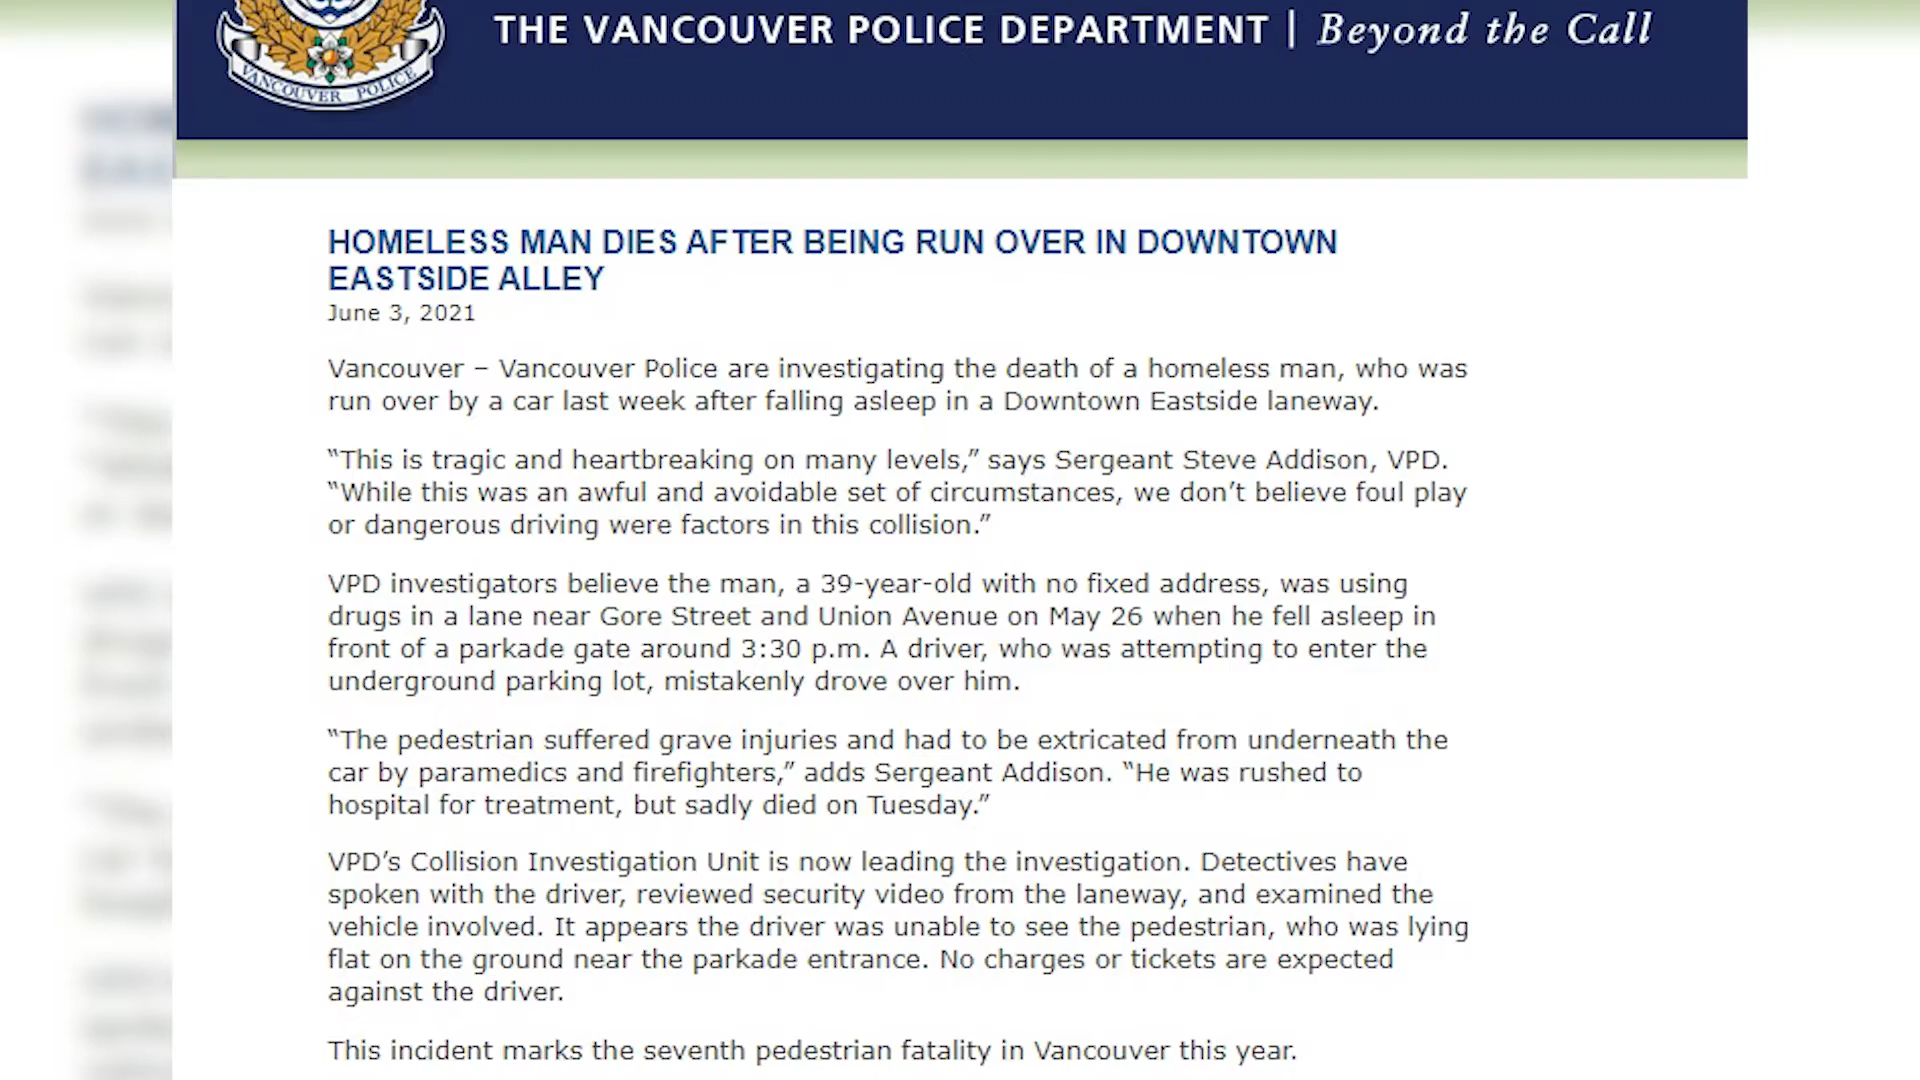 THE VANCOUVER POLICE DEPARTMENT | Beyond the Call
VANCOUVER POLICE
HOMELESS MAN DIES AFTER BEING RUN OVER IN DOWNTOWN
EASTSIDE ALLEY
June 3, 2021
Vancouver – Vancouver Police are investigating the death of a homeless man, who was
run over by a car last week after falling asleep in a Downtown Eastside laneway.
“This is tragic and heartbreaking on many levels,” says Sergeant Steve Addison, VPD.
“While this was an awful and avoidable set of circumstances, we don’t believe foul play
or dangerous driving were factors in this collision.”
VPD investigators believe the man, a 39-year-old with no fixed address, was using
drugs in a lane near Gore Street and Union Avenue on May 26 when he fell asleep in
front of a parkade gate around 3:30 p.m. A driver, who was attempting to enter the
underground parking lot, mistakenly drove over him.
“The pedestrian suffered grave injuries and had to be extricated from underneath the
car by paramedics and firefighters,” adds Sergeant Addison. “He was rushed to
hospital for treatment, but sadly died on Tuesday.”
VPD’s Collision Investigation Unit is now leading the investigation. Detectives have
spoken with the driver, reviewed security video from the laneway, and examined the
vehicle involved. It appears the driver was unable to see the pedestrian, who was lying
flat on the ground near the parkade entrance. No charges or tickets are expected
against the driver.
This incident marks the seventh pedestrian fatality in Vancouver this year.